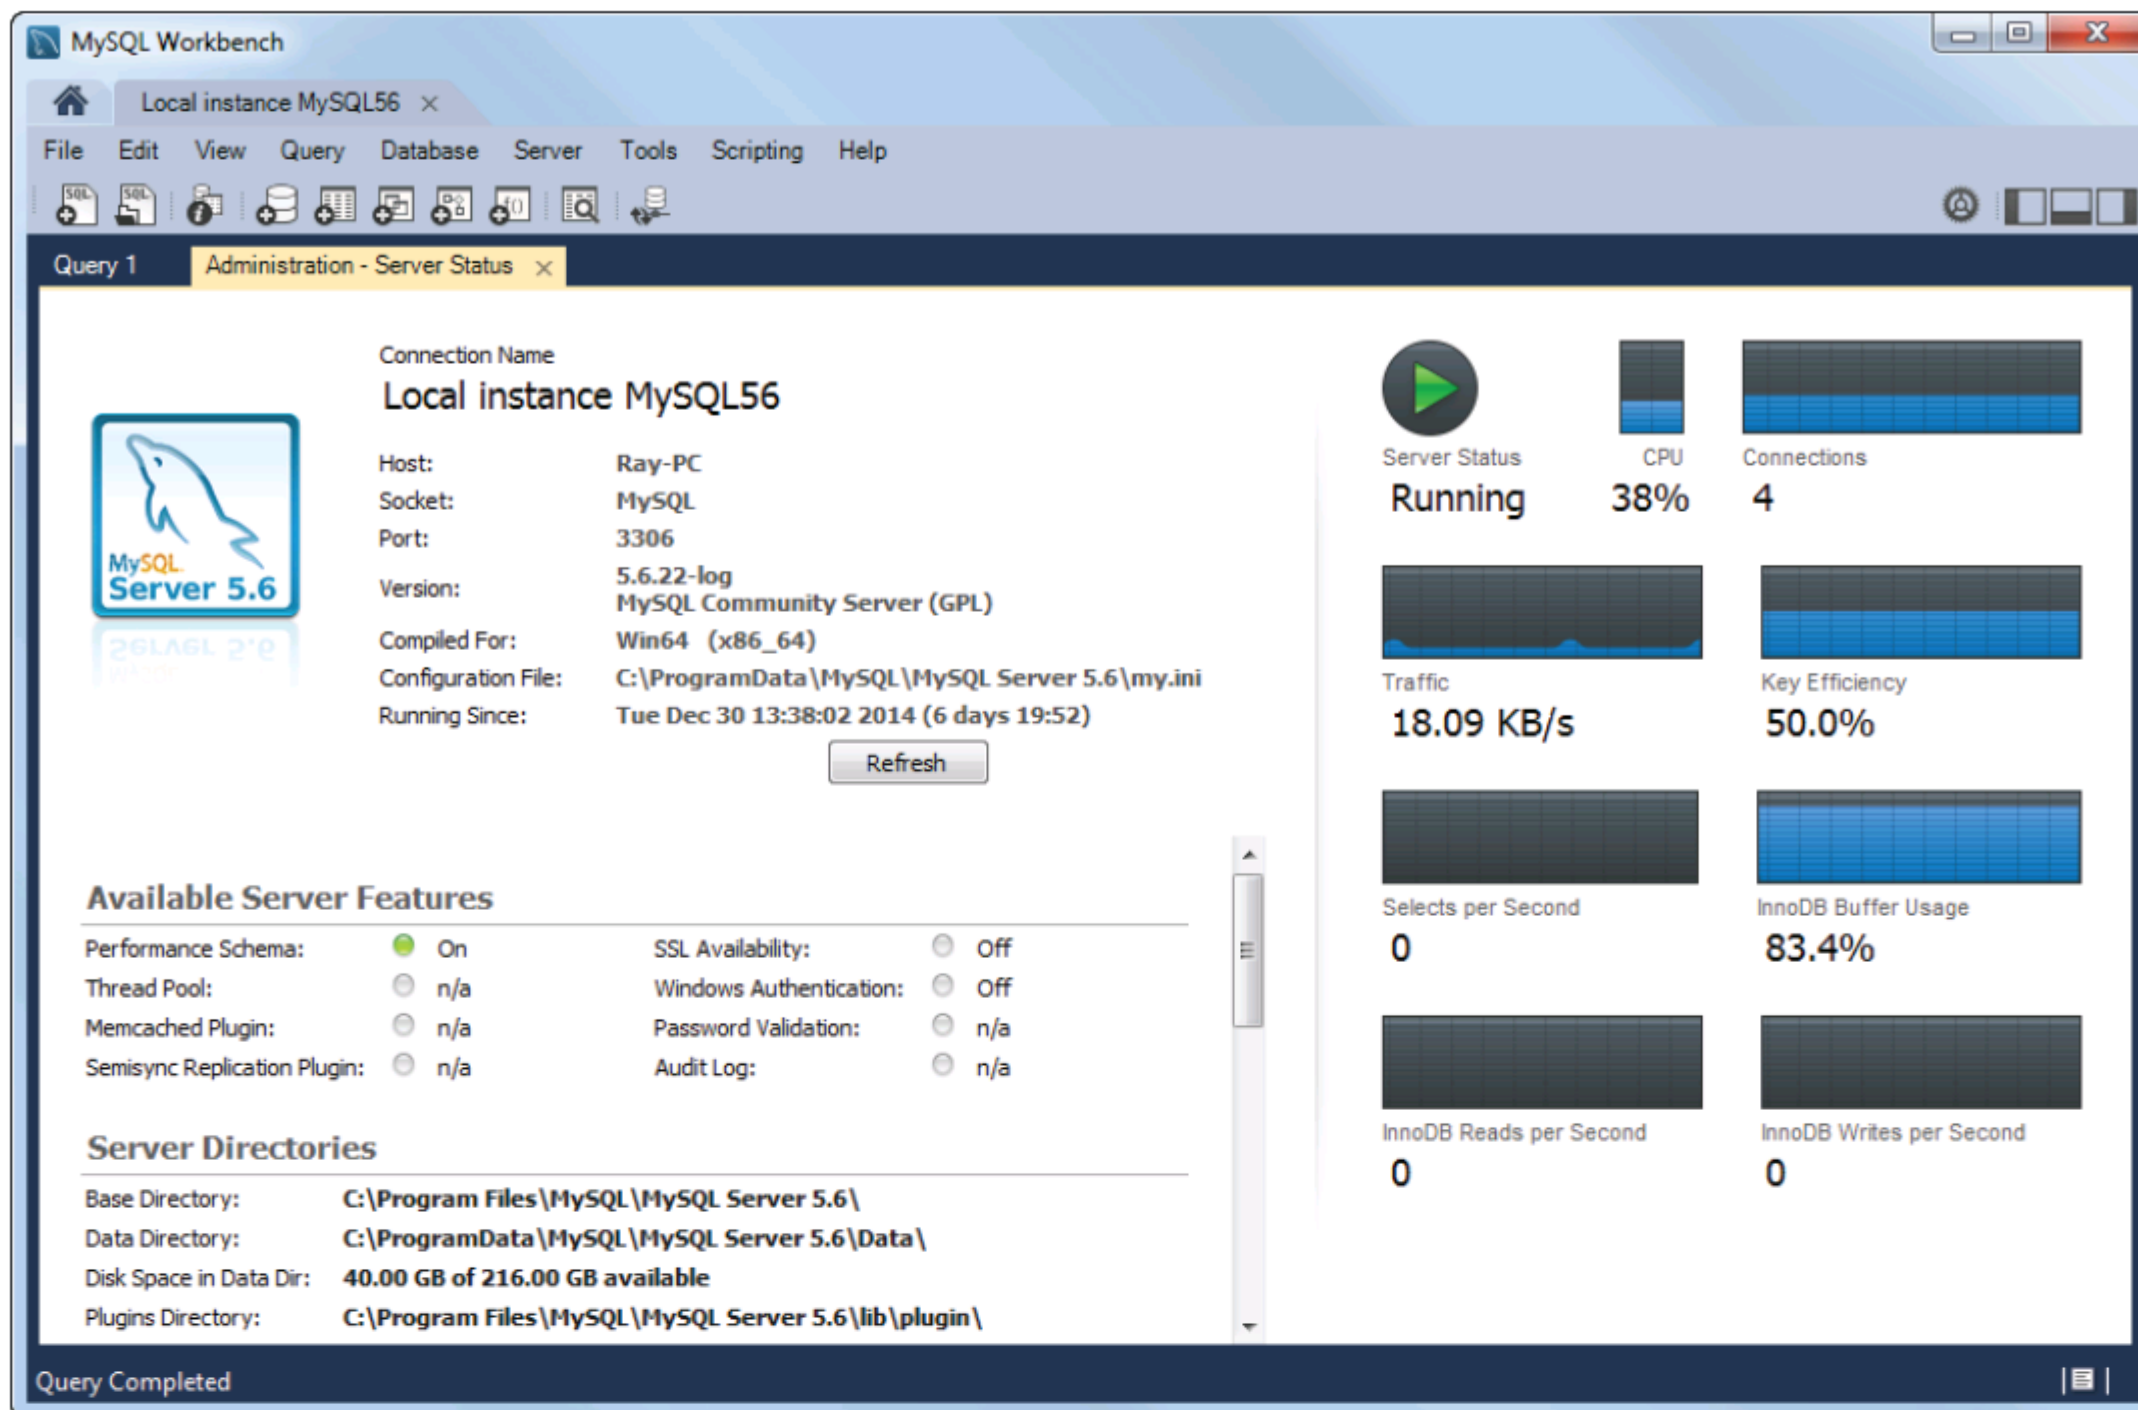 MySQL Workbench
Local instance MySQL56
File Edit View Query Database Server Tools Scripting Help
Query 1 Administration - Server Status
Connection Name
Local instance MySQL56
MySQL
Server 5.6
Host: Ray-PC
Socket: MySQL
Port: 3306
Version: 5.6.22-log
MySQL Community Server (GPL)
Compiled For: Win64 (x86_64)
Configuration File: C:\ProgramData\MySQL\MySQL Server 5.6\my.ini
Running Since: Tue Dec 30 13:38:02 2014 (6 days 19:52)
Refresh
Available Server Features
Performance Schema: On SSL Availability: Off
Thread Pool: n/a Windows Authentication: Off
Memcached Plugin: n/a Password Validation: n/a
Semisync Replication Plugin: n/a Audit Log: n/a
Server Directories
Base Directory: C:\Program Files\MySQL\MySQL Server 5.6\
Data Directory: C:\ProgramData\MySQL\MySQL Server 5.6\Data\
Disk Space in Data Dir: 40.00 GB of 216.00 GB available
Plugins Directory: C:\Program Files\MySQL\MySQL Server 5.6\lib\plugin\
Server Status CPU Connections
Running 38% 4
Traffic Key Efficiency
18.09 KB/s 50.0%
Selects per Second InnoDB Buffer Usage
0 83.4%
InnoDB Reads per Second InnoDB Writes per Second
0 0
Query Completed